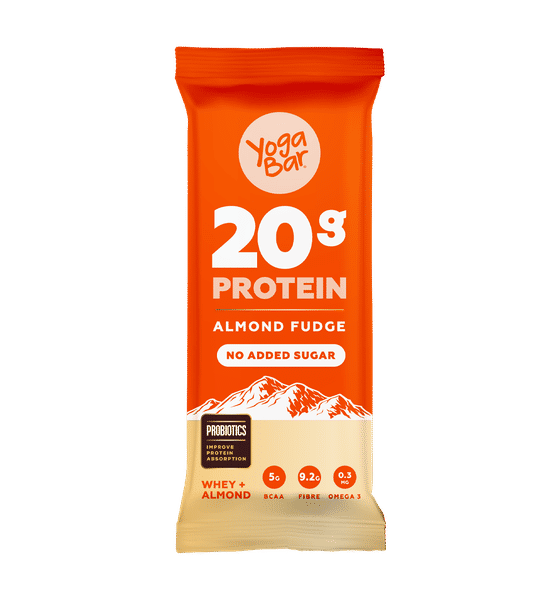 Yoga
Bar
20g
PROTEIN
ALMOND FUDGE
NO ADDED SUGAR
PROBIOTICS
IMPROVE
PROTEIN
ABSORPTION
WHEY +
ALMOND
5G
BCAA
9.2G
FIBRE
0.3
MG
OMEGA 3